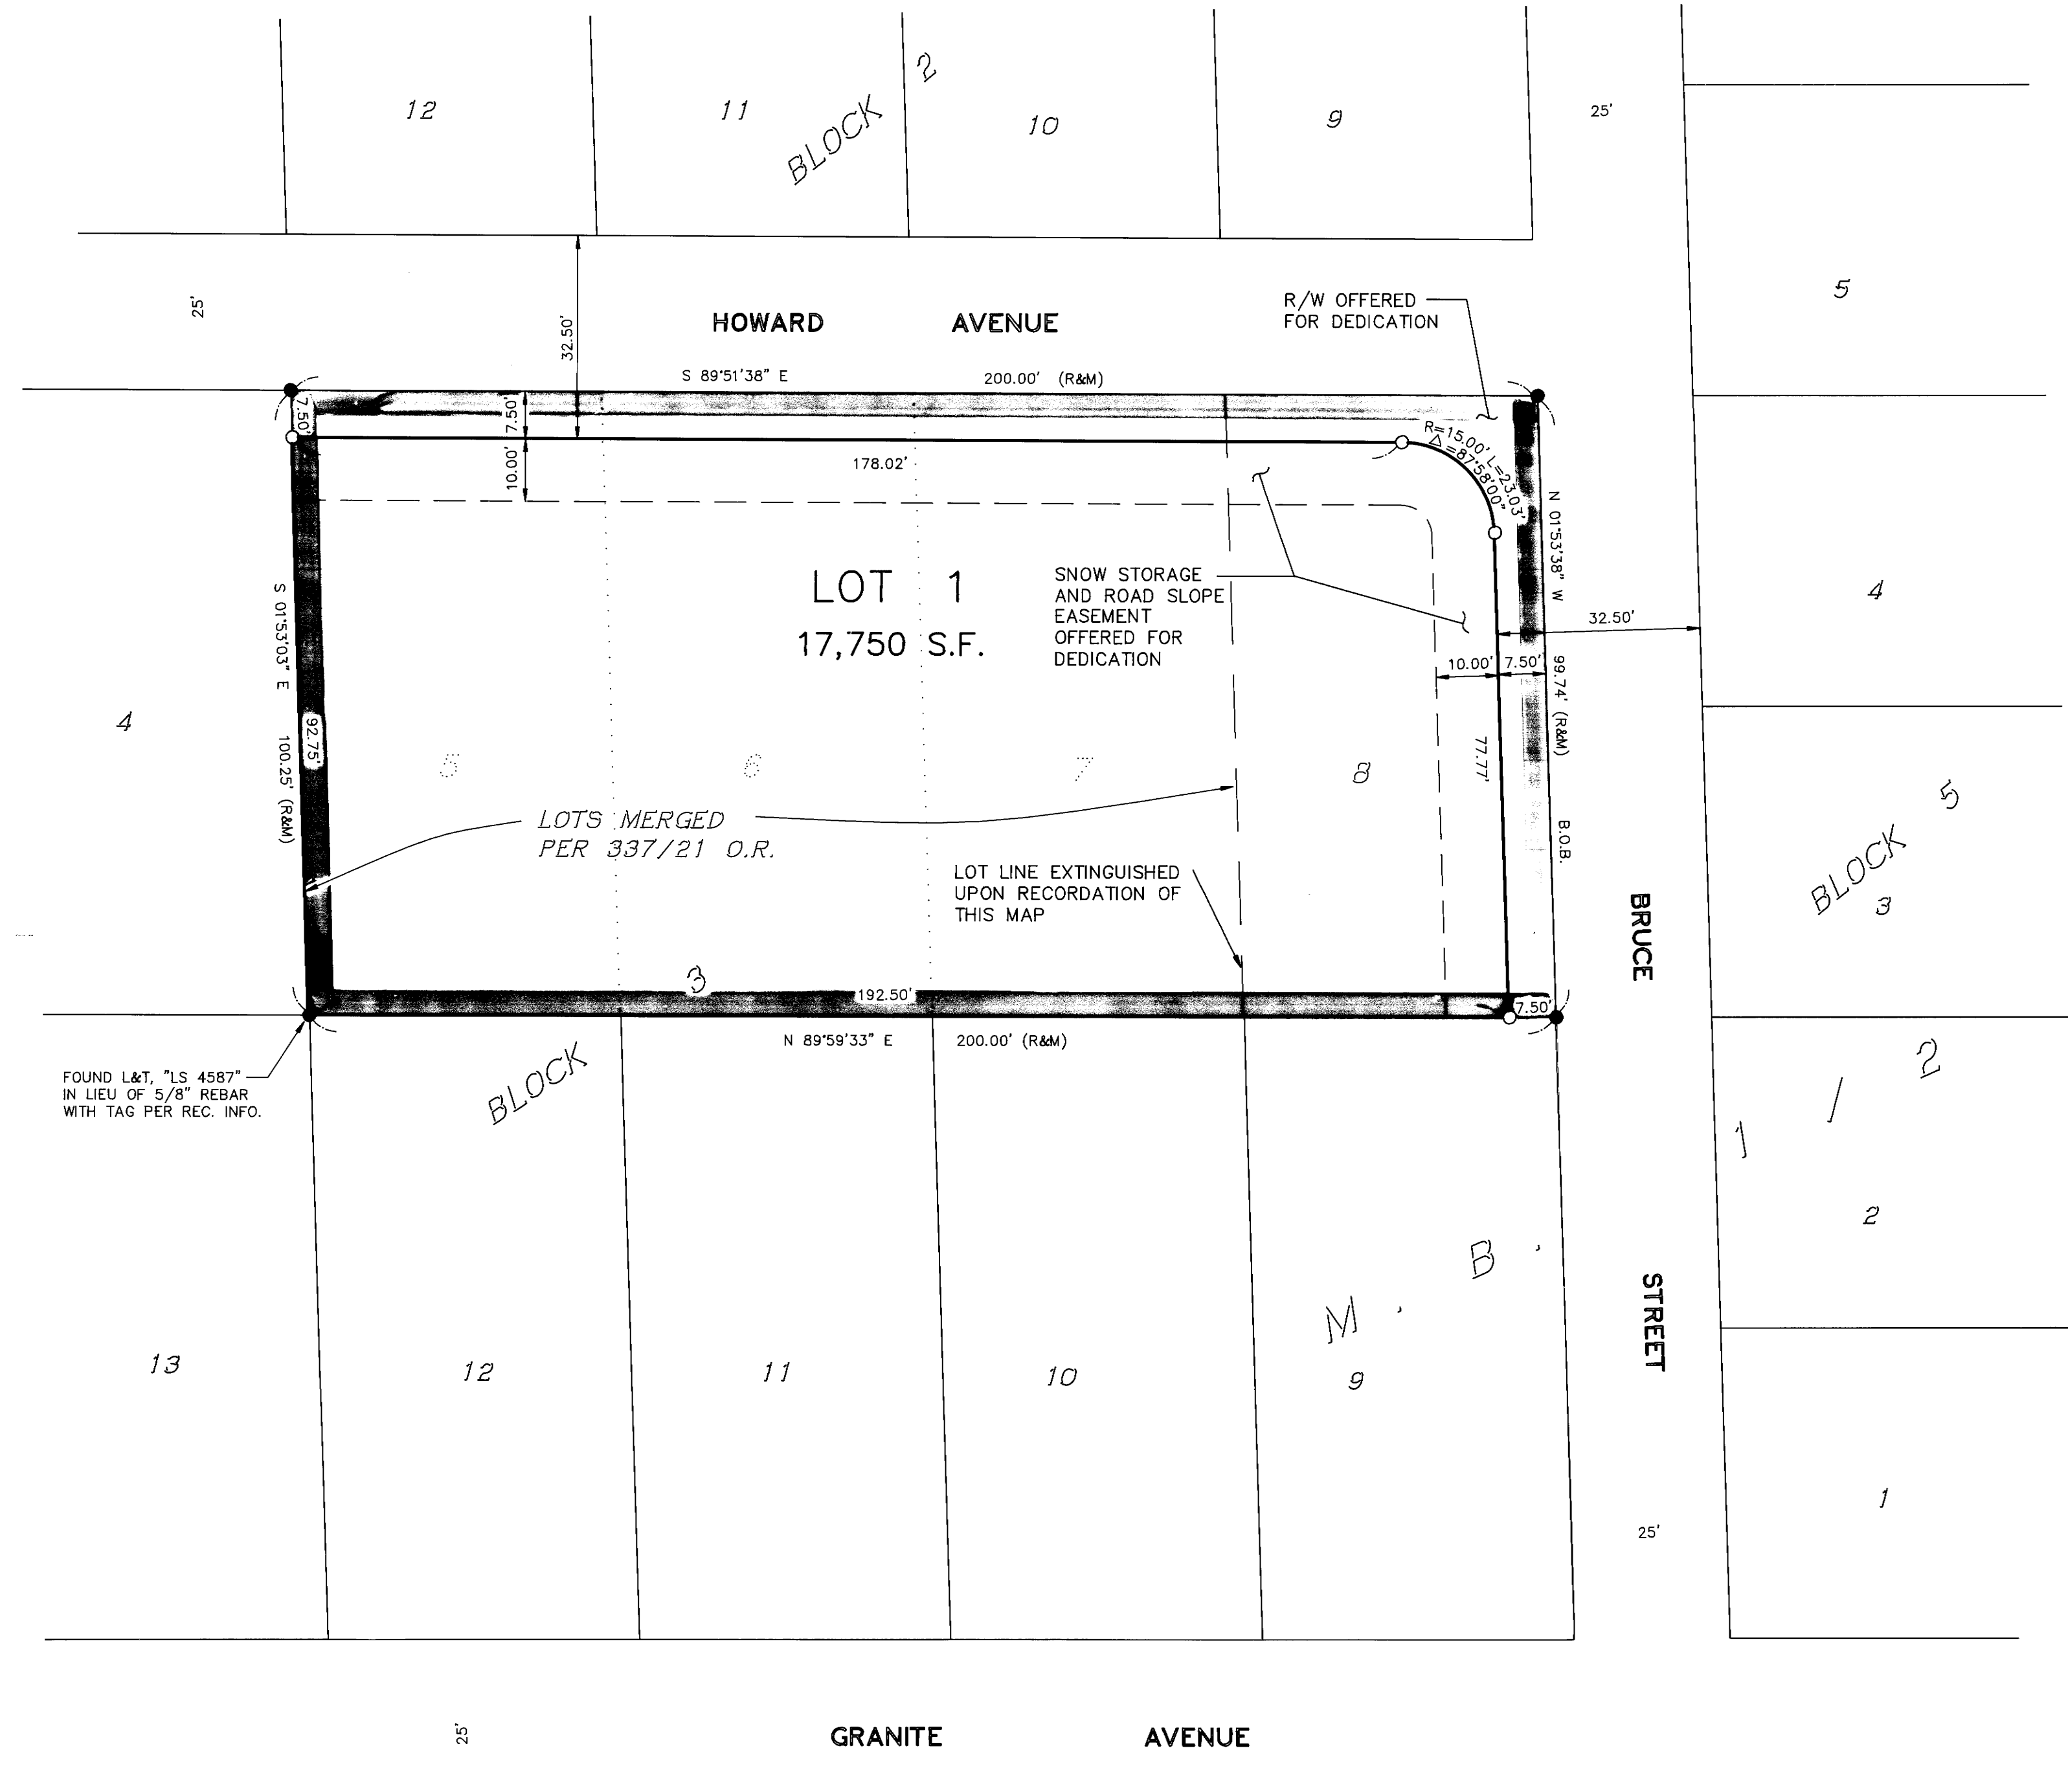 12
11
BLOCK 2
10
9
25'
5
25'
HOWARD AVENUE
32.50'
R/W OFFERED
FOR DEDICATION
S 89°51'38" E 200.00' (R&M)
7.50'
7.50'
10.00'
178.02'
R=15.00' L=23.03'
△=87°58'00"
N 01°53'38" W 99.74' (R&M) B.O.B.
LOT 1
17,750 S.F.
SNOW STORAGE
AND ROAD SLOPE
EASEMENT
OFFERED FOR
DEDICATION
4
32.50'
10.00'
7.50'
S 01°53'03" E 100.25' (R&M)
92.75'
77.77'
4
5
6
7
8
LOTS MERGED
PER 337/21 O.R.
LOT LINE EXTINGUISHED
UPON RECORDATION OF
THIS MAP
BLOCK 5
3
BRUCE STREET
192.50'
7.50'
N 89°59'33" E 200.00' (R&M)
BLOCK 3
FOUND L&T, "LS 4587"
IN LIEU OF 5/8" REBAR
WITH TAG PER REC. INFO.
M. B. 1 / 2
2
13
12
11
10
9
1
25'
25'
GRANITE AVENUE